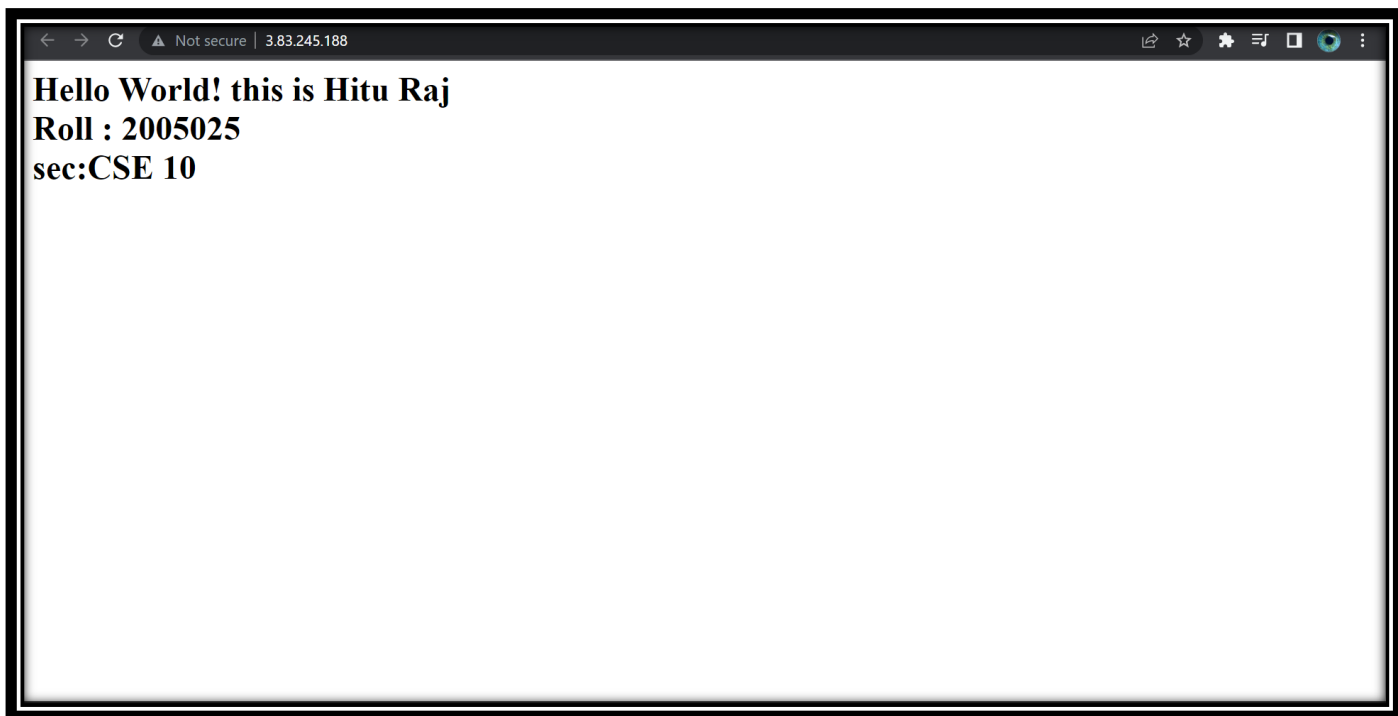 Not secure | 3.83.245.188
Hello World! this is Hitu Raj
Roll : 2005025
sec:CSE 10